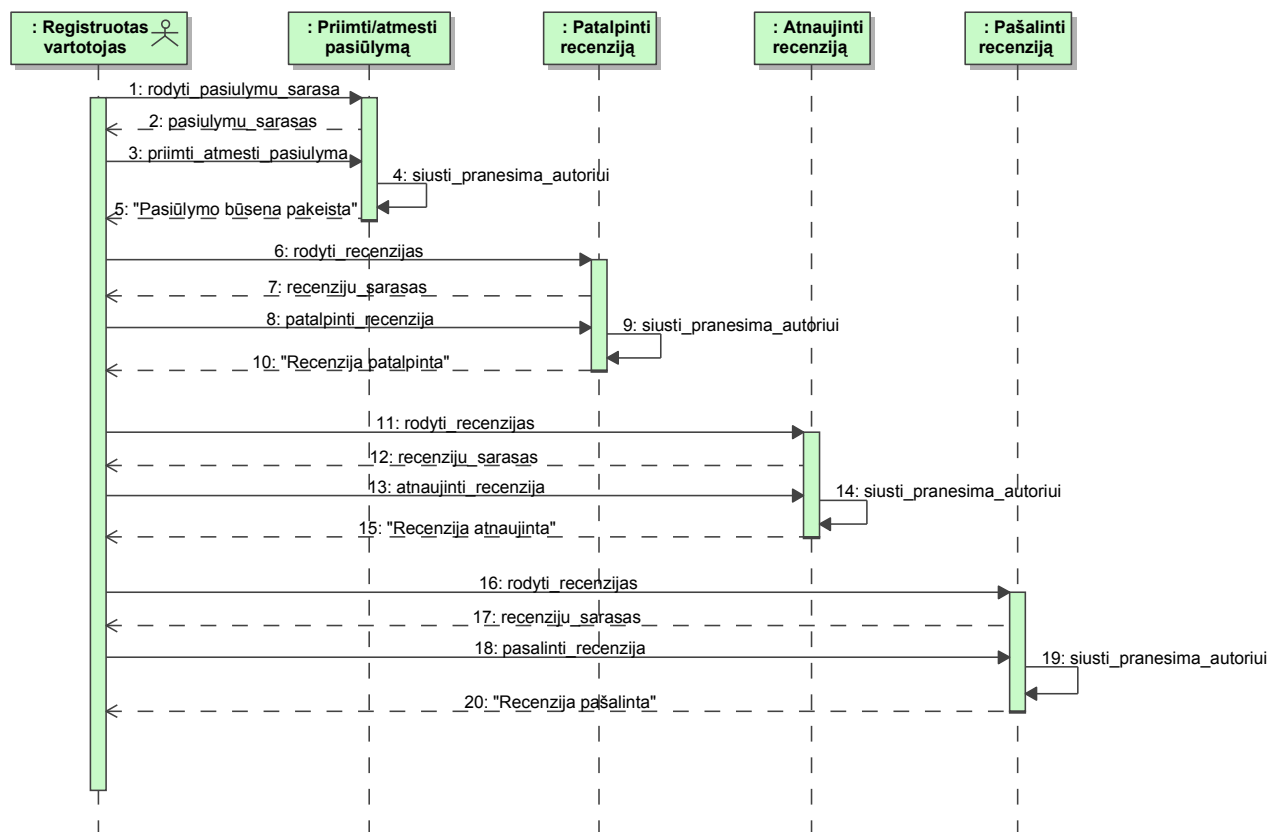 : Registruotas
vartotojas
: Priimti/atmesti
pasiūlymą
: Patalpinti
recenziją
: Atnaujinti
recenziją
: Pašalinti
recenziją
1: rodyti_pasiulymu_sarasa
2: pasiulymu_sarasas
3: priimti_atmesti_pasiulyma
4: siusti_pranesima_autoriui
5: "Pasiūlymo būsena pakeista"
6: rodyti_recenzijas
7: recenziju_sarasas
8: patalpinti_recenzija
9: siusti_pranesima_autoriui
10: "Recenzija patalpinta"
11: rodyti_recenzijas
12: recenziju_sarasas
13: atnaujinti_recenzija
14: siusti_pranesima_autoriui
15: "Recenzija atnaujinta"
16: rodyti_recenzijas
17: recenziju_sarasas
18: pasalinti_recenzija
19: siusti_pranesima_autoriui
20: "Recenzija pašalinta"